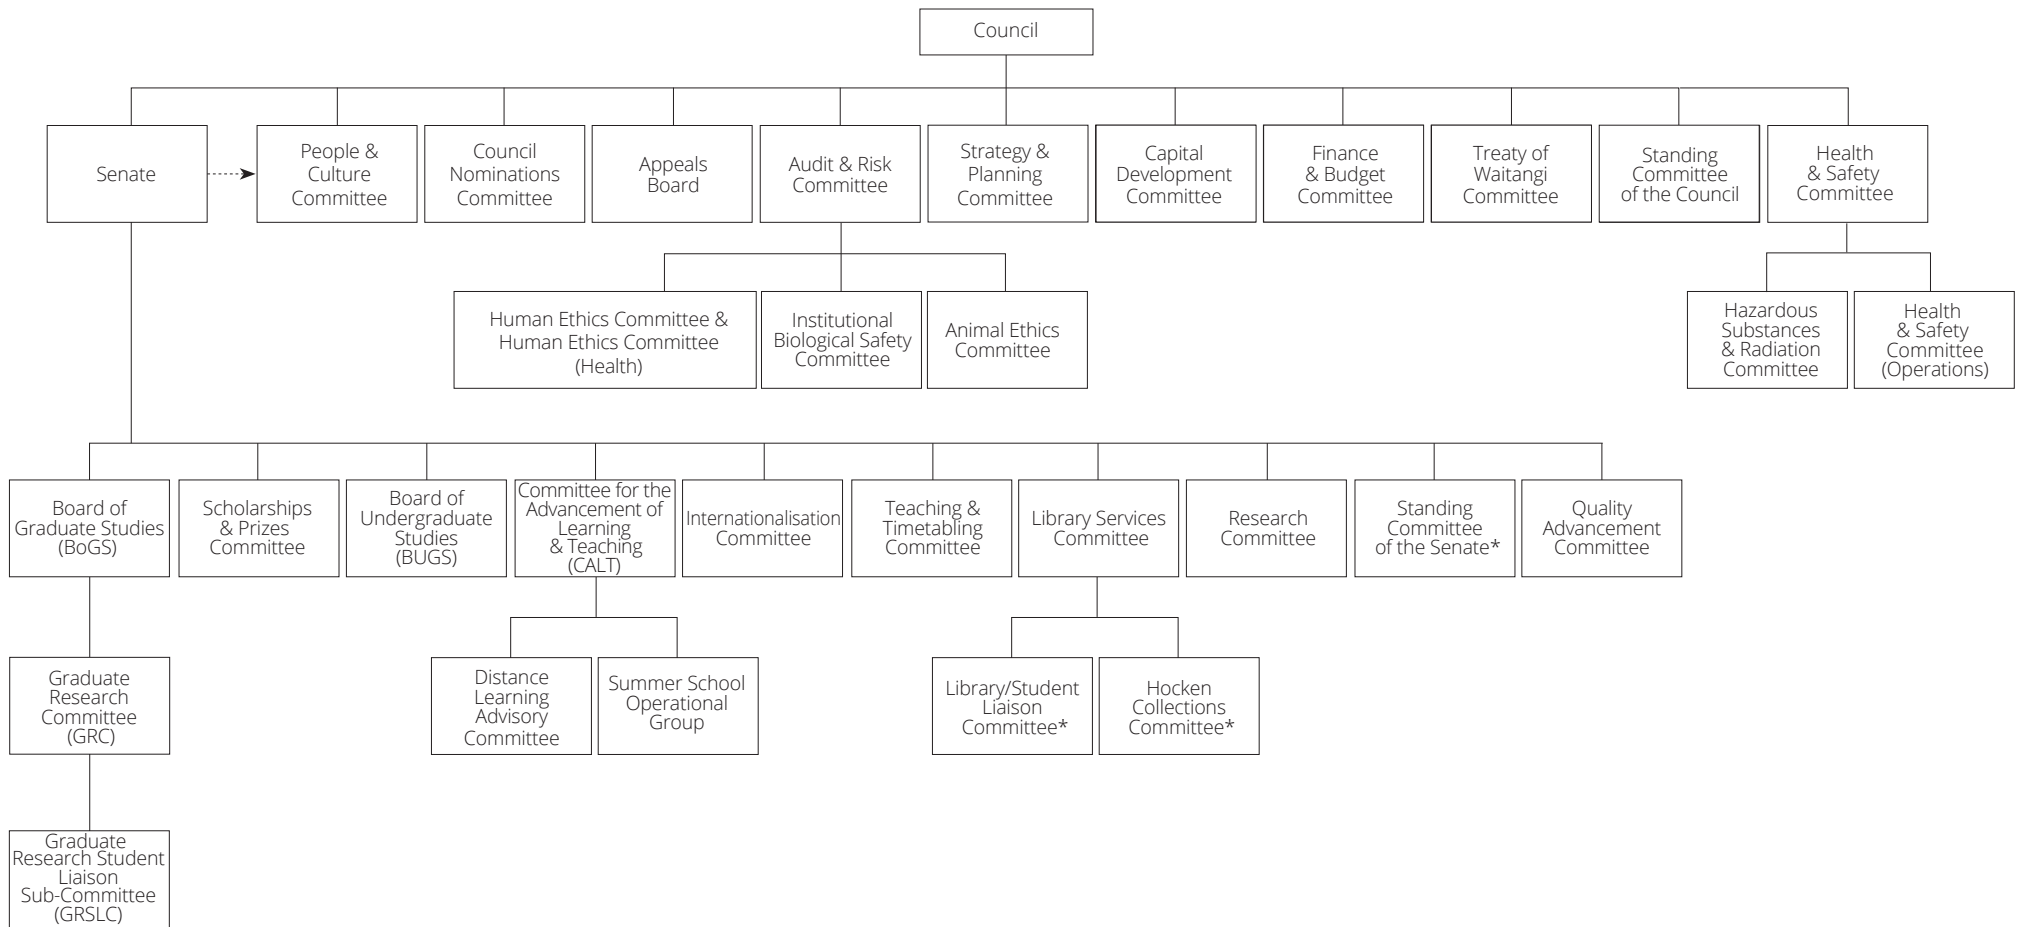 Council
Senate
People &
Culture
Committee
Council
Nominations
Committee
Appeals
Board
Audit & Risk
Committee
Strategy &
Planning
Committee
Capital
Development
Committee
Finance
& Budget
Committee
Treaty of
Waitangi
Committee
Standing
Committee
of the Council
Health
& Safety
Committee
Human Ethics Committee &
Human Ethics Committee
(Health)
Institutional
Biological Safety
Committee
Animal Ethics
Committee
Hazardous
Substances
& Radiation
Committee
Health
& Safety
Committee
(Operations)
Board of
Graduate Studies
(BoGS)
Scholarships
& Prizes
Committee
Board of
Undergraduate
Studies
(BUGS)
Committee for the
Advancement of
Learning
& Teaching
(CALT)
Internationalisation
Committee
Teaching &
Timetabling
Committee
Library Services
Committee
Research
Committee
Standing
Committee
of the Senate*
Quality
Advancement
Committee
Graduate
Research
Committee
(GRC)
Distance
Learning
Advisory
Committee
Summer School
Operational
Group
Library/Student
Liaison
Committee*
Hocken
Collections
Committee*
Graduate
Research Student
Liaison
Sub-Committee
(GRSLC)